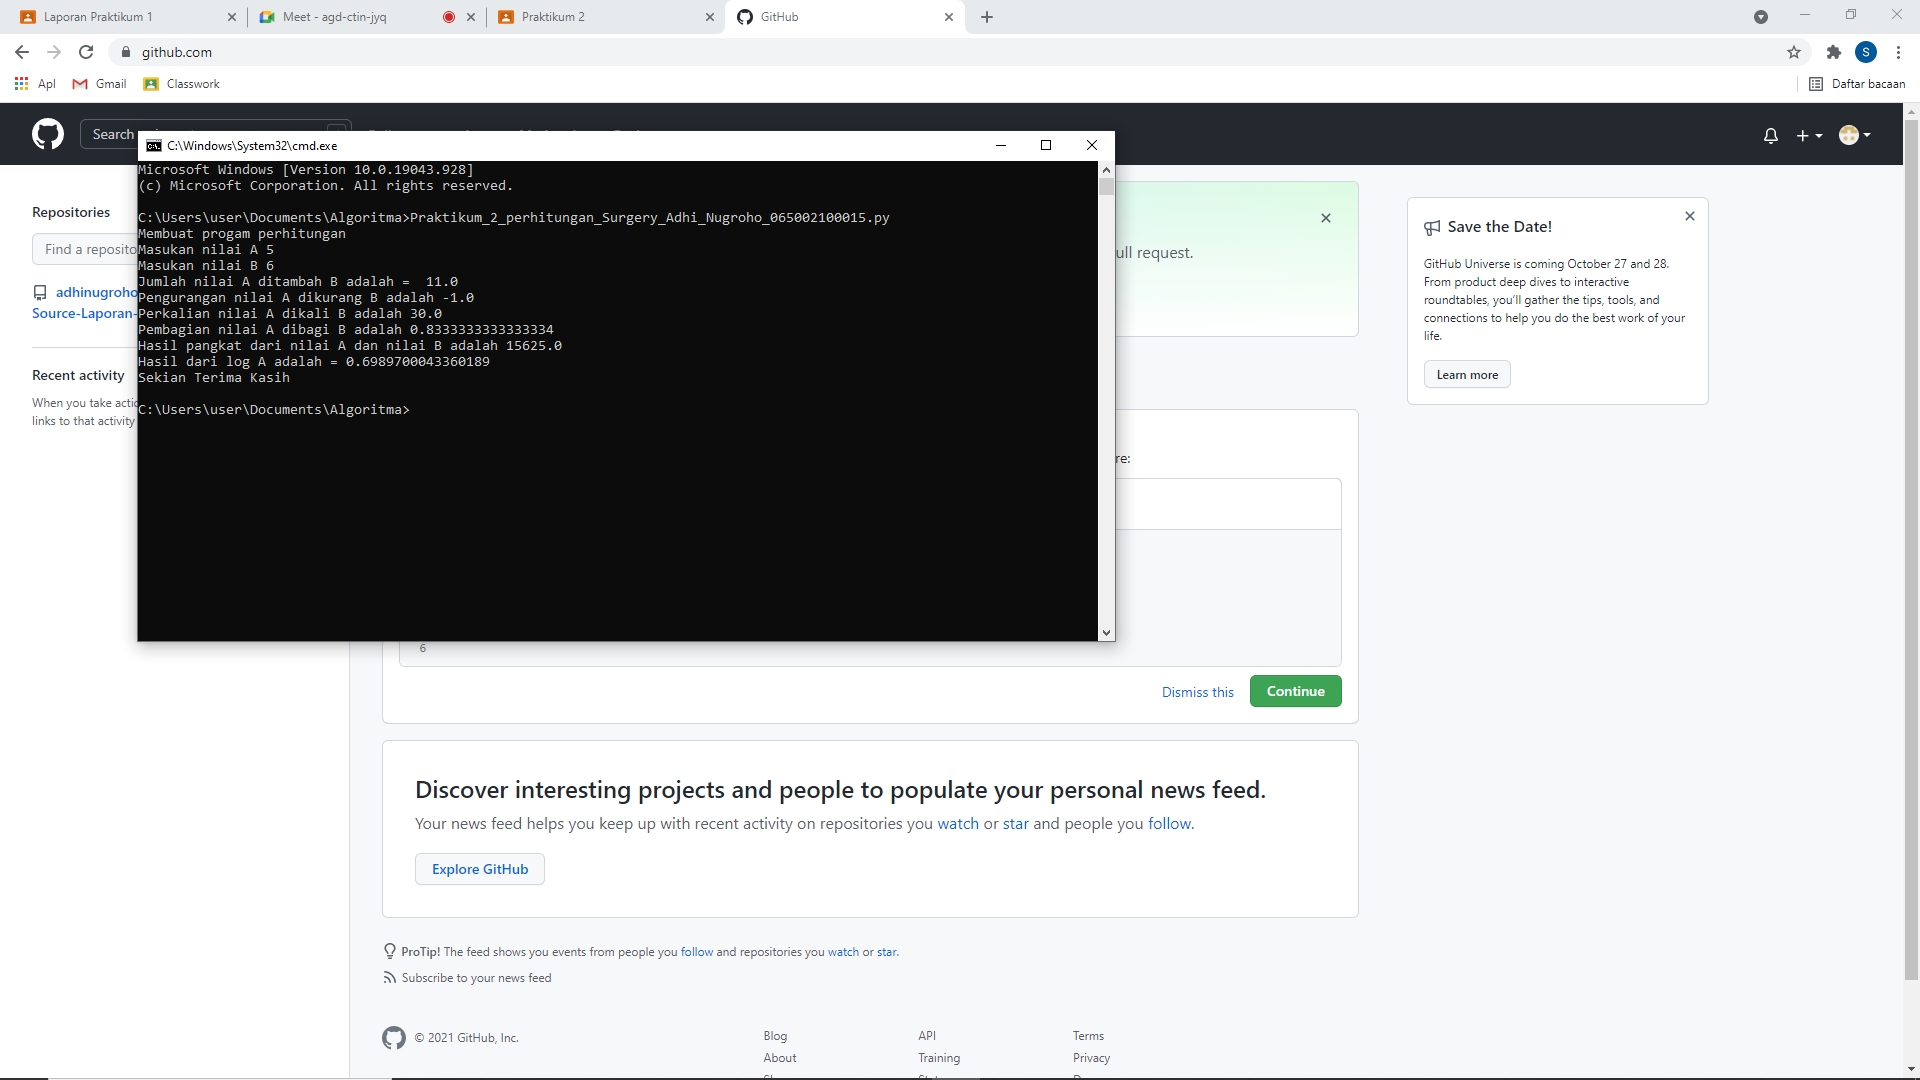 Laporan Praktikum 1
Meet - agd-ctin-jyq
Praktikum 2
GitHub
github.com
S
Apl
Gmail
Classwork
Daftar bacaan
Search
C:\Windows\System32\cmd.exe
Microsoft Windows [Version 10.0.19043.928]
(c) Microsoft Corporation. All rights reserved.
C:\Users\user\Documents\Algoritma>Praktikum_2_perhitungan_Surgery_Adhi_Nugroho_065002100015.py
Membuat progam perhitungan
Masukan nilai A 5
Masukan nilai B 6
Jumlah nilai A ditambah B adalah =  11.0
Pengurangan nilai A dikurang B adalah -1.0
Perkalian nilai A dikali B adalah 30.0
Pembagian nilai A dibagi B adalah 0.8333333333333334
Hasil pangkat dari nilai A dan nilai B adalah 15625.0
Hasil dari log A adalah = 0.6989700043360189
Sekian Terima Kasih
C:\Users\user\Documents\Algoritma>
Repositories
Find a reposito
adhinugroho
Source-Laporan-
Recent activity
When you take actio
links to that activity
ull request.
re:
6
Dismiss this
Continue
Save the Date!
GitHub Universe is coming October 27 and 28.
From product deep dives to interactive
roundtables, you'll gather the tips, tools, and
connections to help you do the best work of your
life.
Learn more
Discover interesting projects and people to populate your personal news feed.
Your news feed helps you keep up with recent activity on repositories you watch or star and people you follow.
Explore GitHub
ProTip! The feed shows you events from people you follow and repositories you watch or star.
Subscribe to your news feed
© 2021 GitHub, Inc.
Blog
API
Terms
About
Training
Privacy